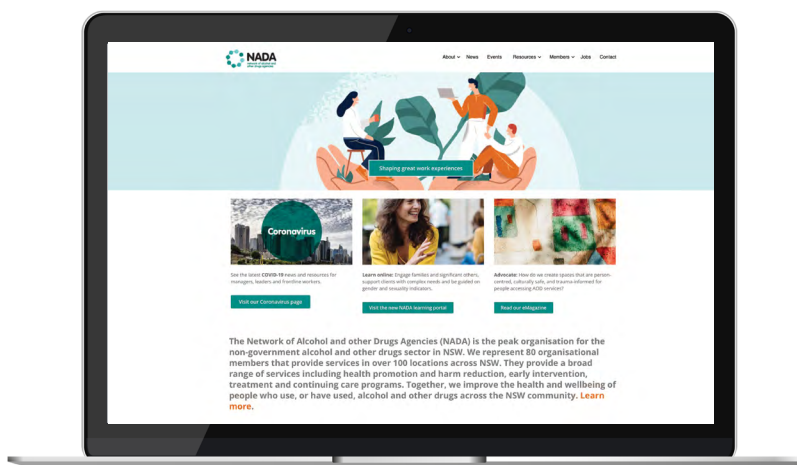 NADA
network of alcohol and
other drugs agencies
About News Events Resources Members Jobs Contact
Shaping great work experiences
Coronavirus
See the latest COVID-19 news and resources for
managers, leaders and frontline workers.
Visit our Coronavirus page
Learn online: Engage families and significant others,
support clients with complex needs and be guided on
gender and sexuality indicators.
Visit the new NADA learning portal
Advocate: How do we create spaces that are person-
centred, culturally safe, and trauma-informed for
people accessing AOD services?
Read our eMagazine
The Network of Alcohol and other Drugs Agencies (NADA) is the peak organisation for the
non-government alcohol and other drugs sector in NSW. We represent 80 organisational
members that provide services in over 100 locations across NSW. They provide a broad
range of services including health promotion and harm reduction, early intervention,
treatment and continuing care programs. Together, we improve the health and wellbeing of
people who use, or have used, alcohol and other drugs across the NSW community. Learn
more.